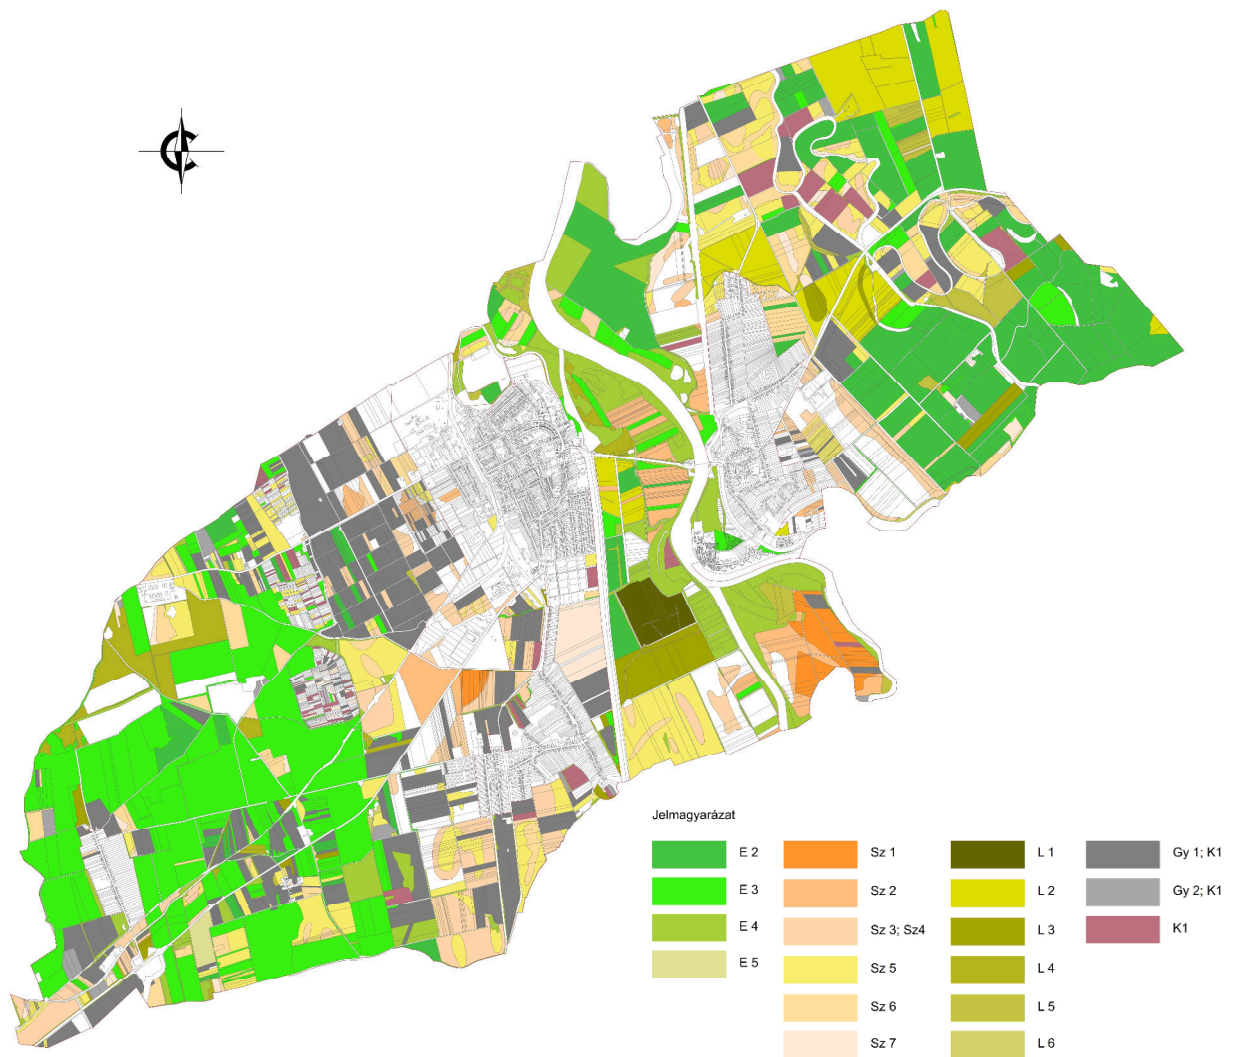 Jelmagyarázat
E 2
E 3
E 4
E 5
Sz 1
Sz 2
Sz 3; Sz4
Sz 5
Sz 6
Sz 7
L 1
L 2
L 3
L 4
L 5
L 6
Gy 1; K1
Gy 2; K1
K1